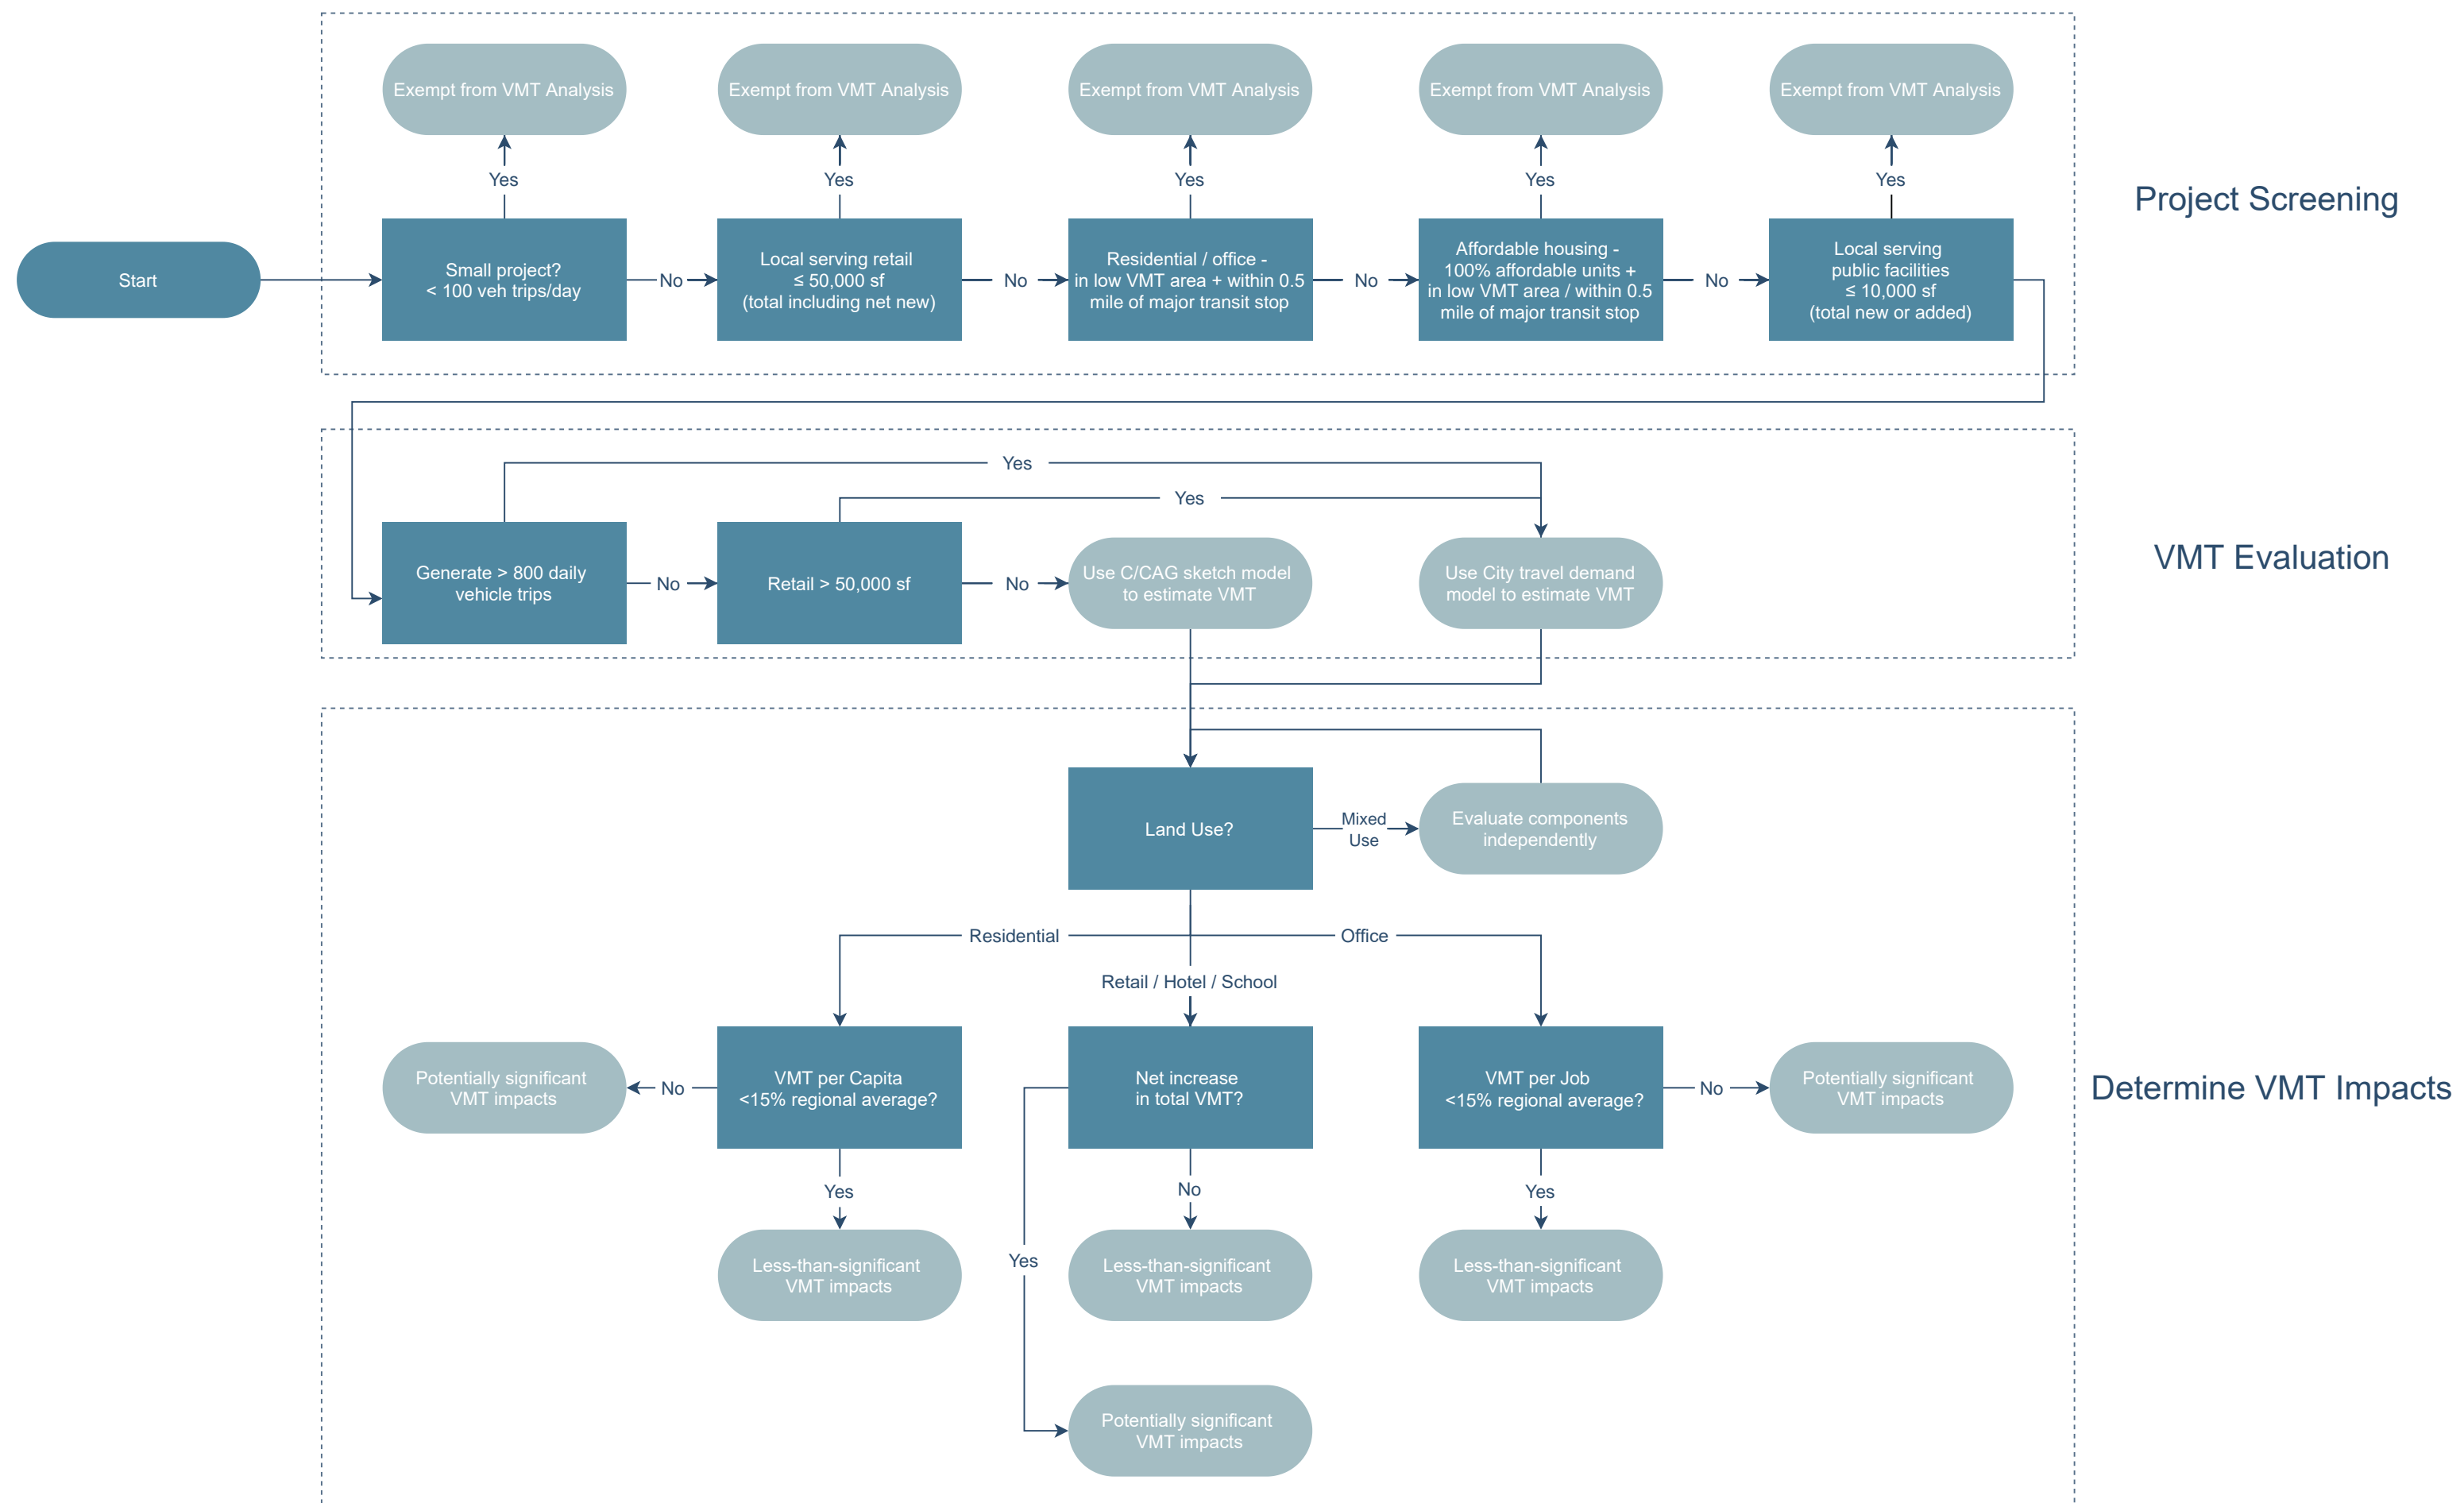 Exempt from VMT Analysis
Exempt from VMT Analysis
Exempt from VMT Analysis
Exempt from VMT Analysis
Exempt from VMT Analysis
Yes
Yes
Yes
Yes
Yes
Project Screening
Start
Small project?
< 100 veh trips/day
No
Local serving retail
≤ 50,000 sf
(total including net new)
No
Residential / office -
in low VMT area + within 0.5
mile of major transit stop
No
Affordable housing -
100% affordable units +
in low VMT area / within 0.5
mile of major transit stop
No
Local serving
public facilities
≤ 10,000 sf
(total new or added)
Yes
Yes
VMT Evaluation
Generate > 800 daily
vehicle trips
No
Retail > 50,000 sf
No
Use C/CAG sketch model
to estimate VMT
Use City travel demand
model to estimate VMT
Land Use?
Mixed
Use
Evaluate components
independently
Residential
Office
Retail / Hotel / School
Potentially significant
VMT impacts
No
VMT per Capita
<15% regional average?
Net increase
in total VMT?
VMT per Job
<15% regional average?
No
Potentially significant
VMT impacts
Determine VMT Impacts
Yes
No
Yes
Yes
Less-than-significant
VMT impacts
Less-than-significant
VMT impacts
Less-than-significant
VMT impacts
Potentially significant
VMT impacts